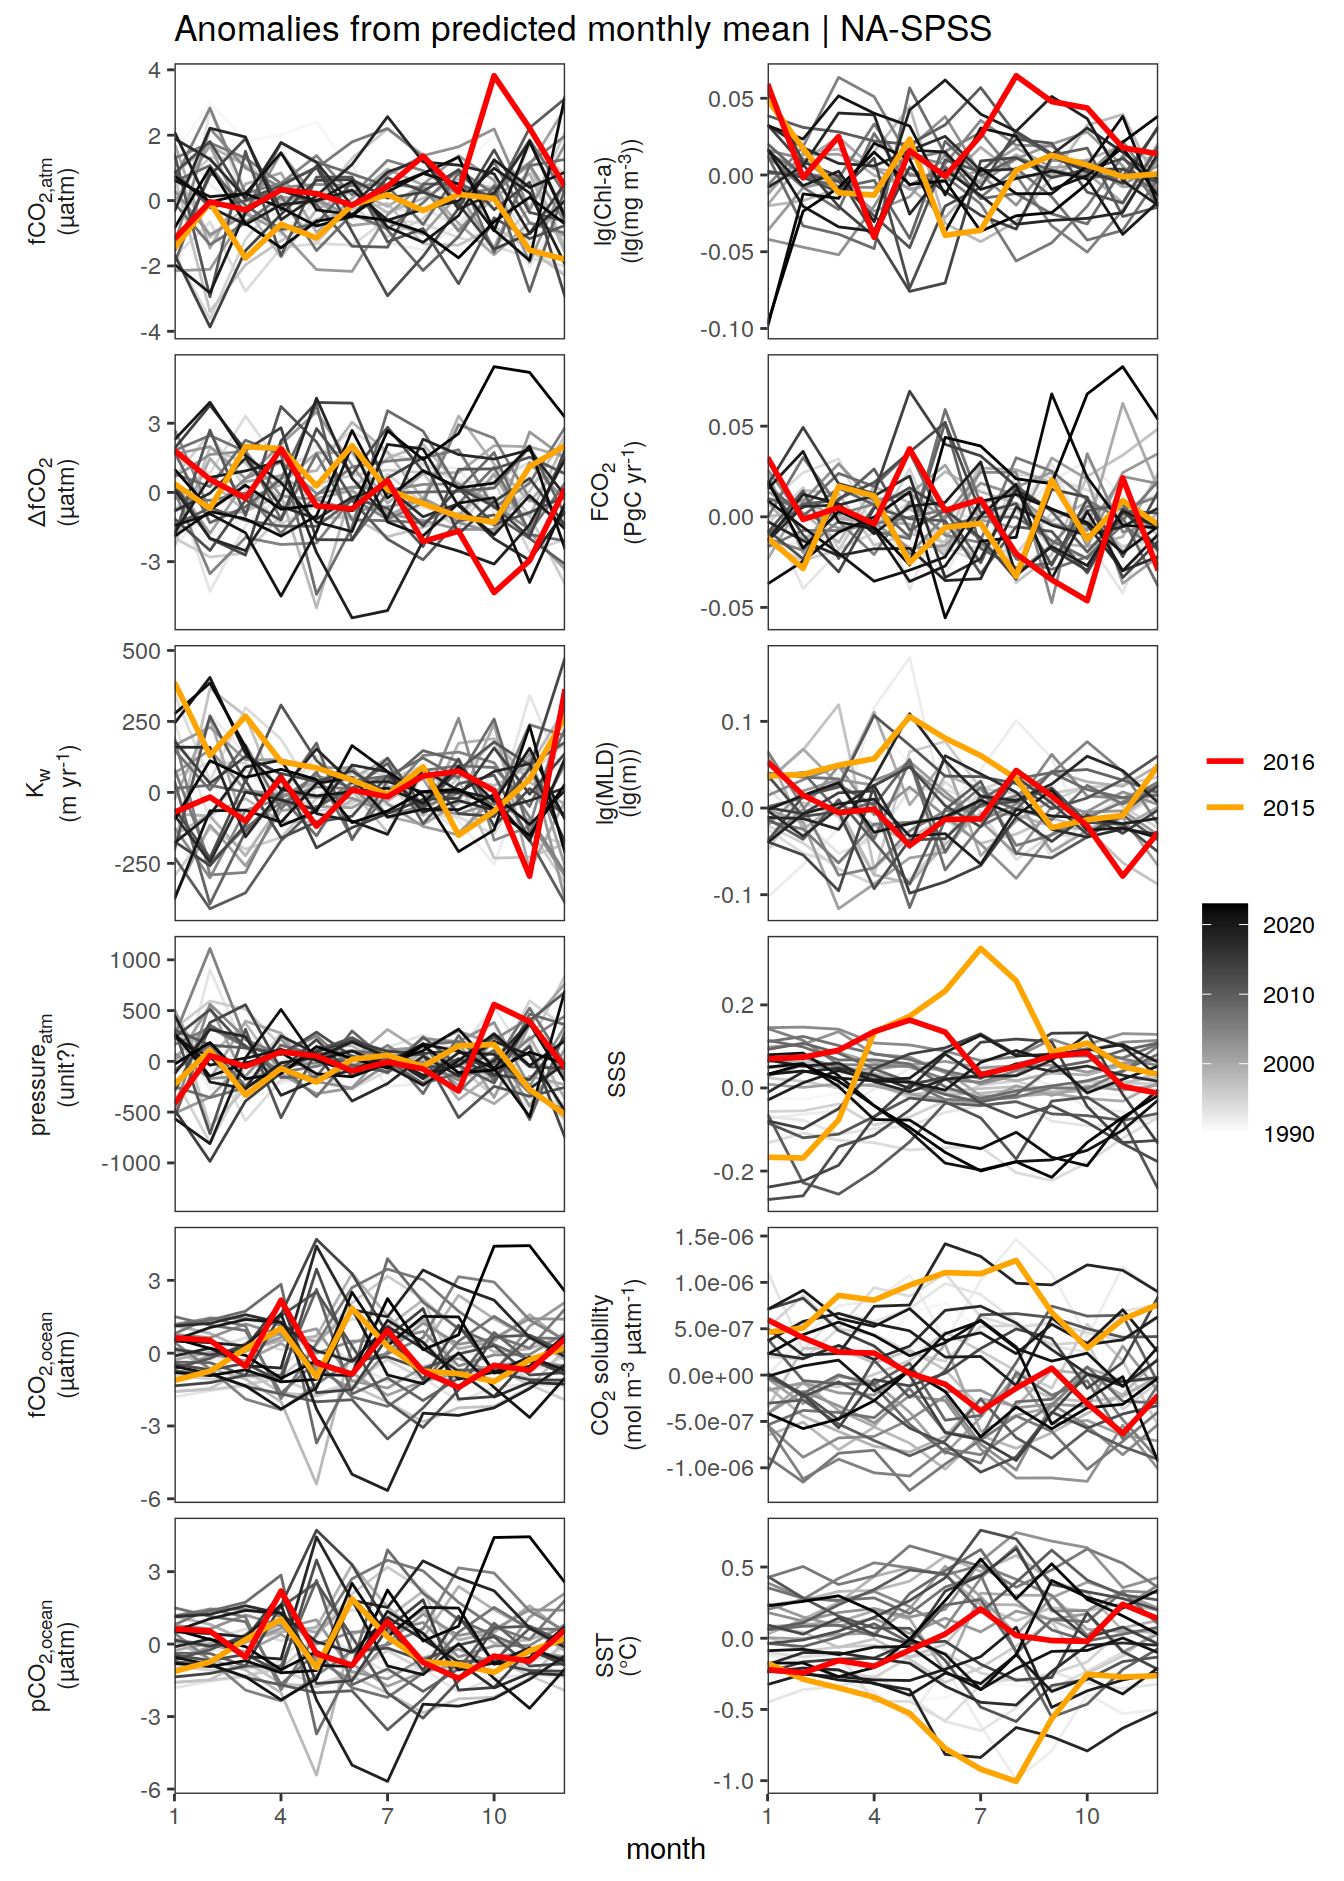 Anomalies from predicted monthly mean | NA-SPSS
fCO2,atm
(µatm)
4
2
0
-2
-4
lg(Chl-a)
(lg(mg m-3))
0.05
0.00
-0.05
-0.10
ΔfCO2
(µatm)
3
0
-3
FCO2
(PgC yr-1)
0.05
0.00
-0.05
Kw
(m yr-1)
500
250
0
-250
lg(MLD)
(lg(m))
0.1
0.0
-0.1
pressureatm
(unit?)
1000
500
0
-500
-1000
SSS
0.2
0.0
-0.2
fCO2,ocean
(µatm)
3
0
-3
-6
CO2 solubility
(mol m-3 µatm-1)
1.5e-06
1.0e-06
5.0e-07
0.0e+00
-5.0e-07
-1.0e-06
pCO2,ocean
(µatm)
3
0
-3
-6
SST
(°C)
0.5
0.0
-0.5
-1.0
1 4 7 10
1 4 7 10
month
2016
2015
2020
2010
2000
1990